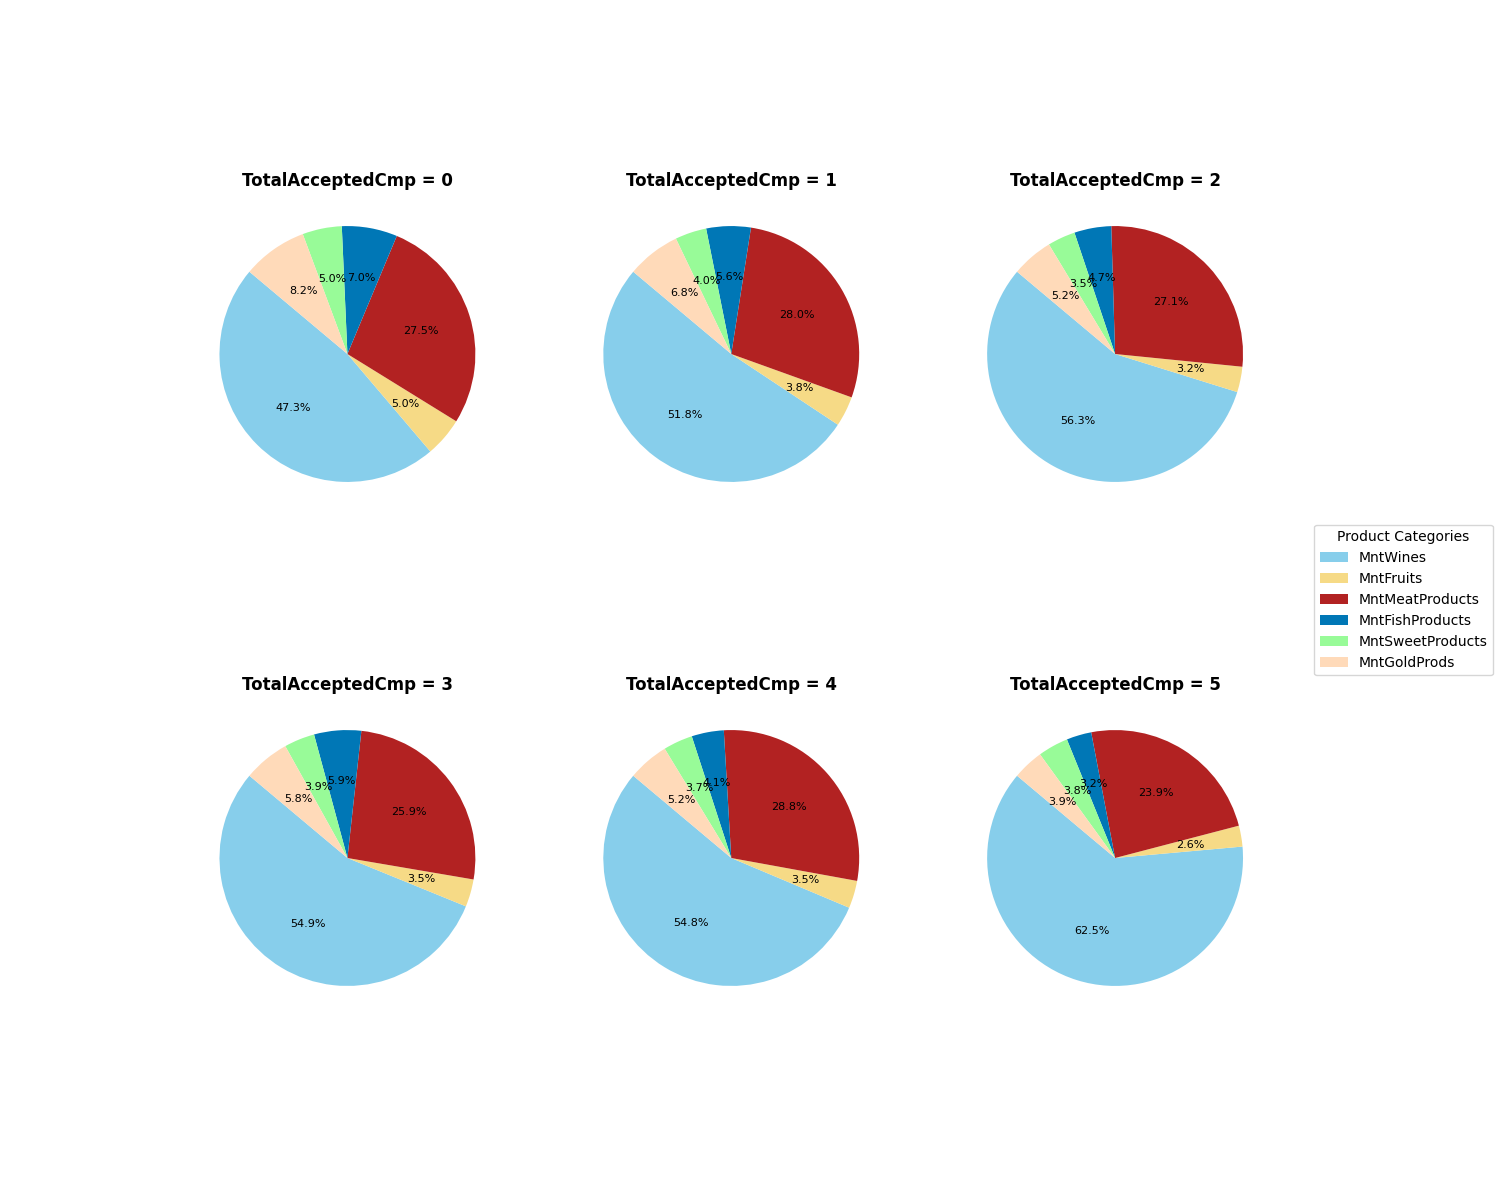 TotalAcceptedCmp = 0
TotalAcceptedCmp = 1
TotalAcceptedCmp = 2
5.0%
7.0%
8.2%
27.5%
47.3%
5.0%
4.0%
5.6%
6.8%
28.0%
3.8%
51.8%
3.5%
4.7%
5.2%
27.1%
3.2%
56.3%
Product Categories
MntWines
MntFruits
MntMeatProducts
MntFishProducts
MntSweetProducts
MntGoldProds
TotalAcceptedCmp = 3
TotalAcceptedCmp = 4
TotalAcceptedCmp = 5
3.9%
5.9%
5.8%
25.9%
3.5%
54.9%
3.7%
4.1%
5.2%
28.8%
3.5%
54.8%
3.8%
3.2%
3.9%
23.9%
2.6%
62.5%